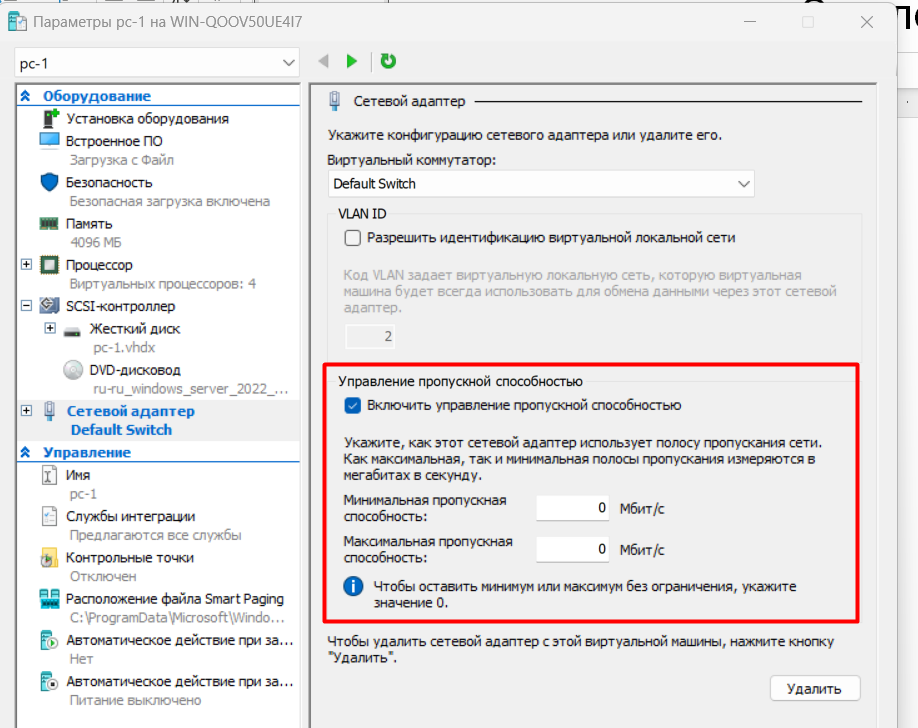 Параметры pc-1 на WIN-QOOV50UE4I7
pc-1
Оборудование
Установка оборудования
Встроенное ПО
Загрузка с Файл
Безопасность
Безопасная загрузка включена
Память
4096 МБ
Процессор
Виртуальных процессоров: 4
SCSI-контроллер
Жесткий диск
pc-1.vhdx
DVD-дисковод
ru-ru_windows_server_2022_...
Сетевой адаптер
Default Switch
Управление
Имя
pc-1
Службы интеграции
Предлагаются все службы
Контрольные точки
Отключен
Расположение файла Smart Paging
C:\ProgramData\Microsoft\Windo...
Автоматическое действие при за...
Нет
Автоматическое действие при за...
Питание выключено
Сетевой адаптер
Укажите конфигурацию сетевого адаптера или удалите его.
Виртуальный коммутатор:
Default Switch
VLAN ID
Разрешить идентификацию виртуальной локальной сети
Код VLAN задает виртуальную локальную сеть, которую виртуальная
машина будет всегда использовать для обмена данными через этот сетевой
адаптер.
2
Управление пропускной способностью
Включить управление пропускной способностью
Укажите, как этот сетевой адаптер использует полосу пропускания сети.
Как максимальная, так и минимальная полосы пропускания измеряются в
мегабитах в секунду.
Минимальная пропускная
способность:
0 Мбит/с
Максимальная пропускная
способность:
0 Мбит/с
Чтобы оставить минимум или максимум без ограничения, укажите
значение 0.
Чтобы удалить сетевой адаптер с этой виртуальной машины, нажмите кнопку
"Удалить".
Удалить